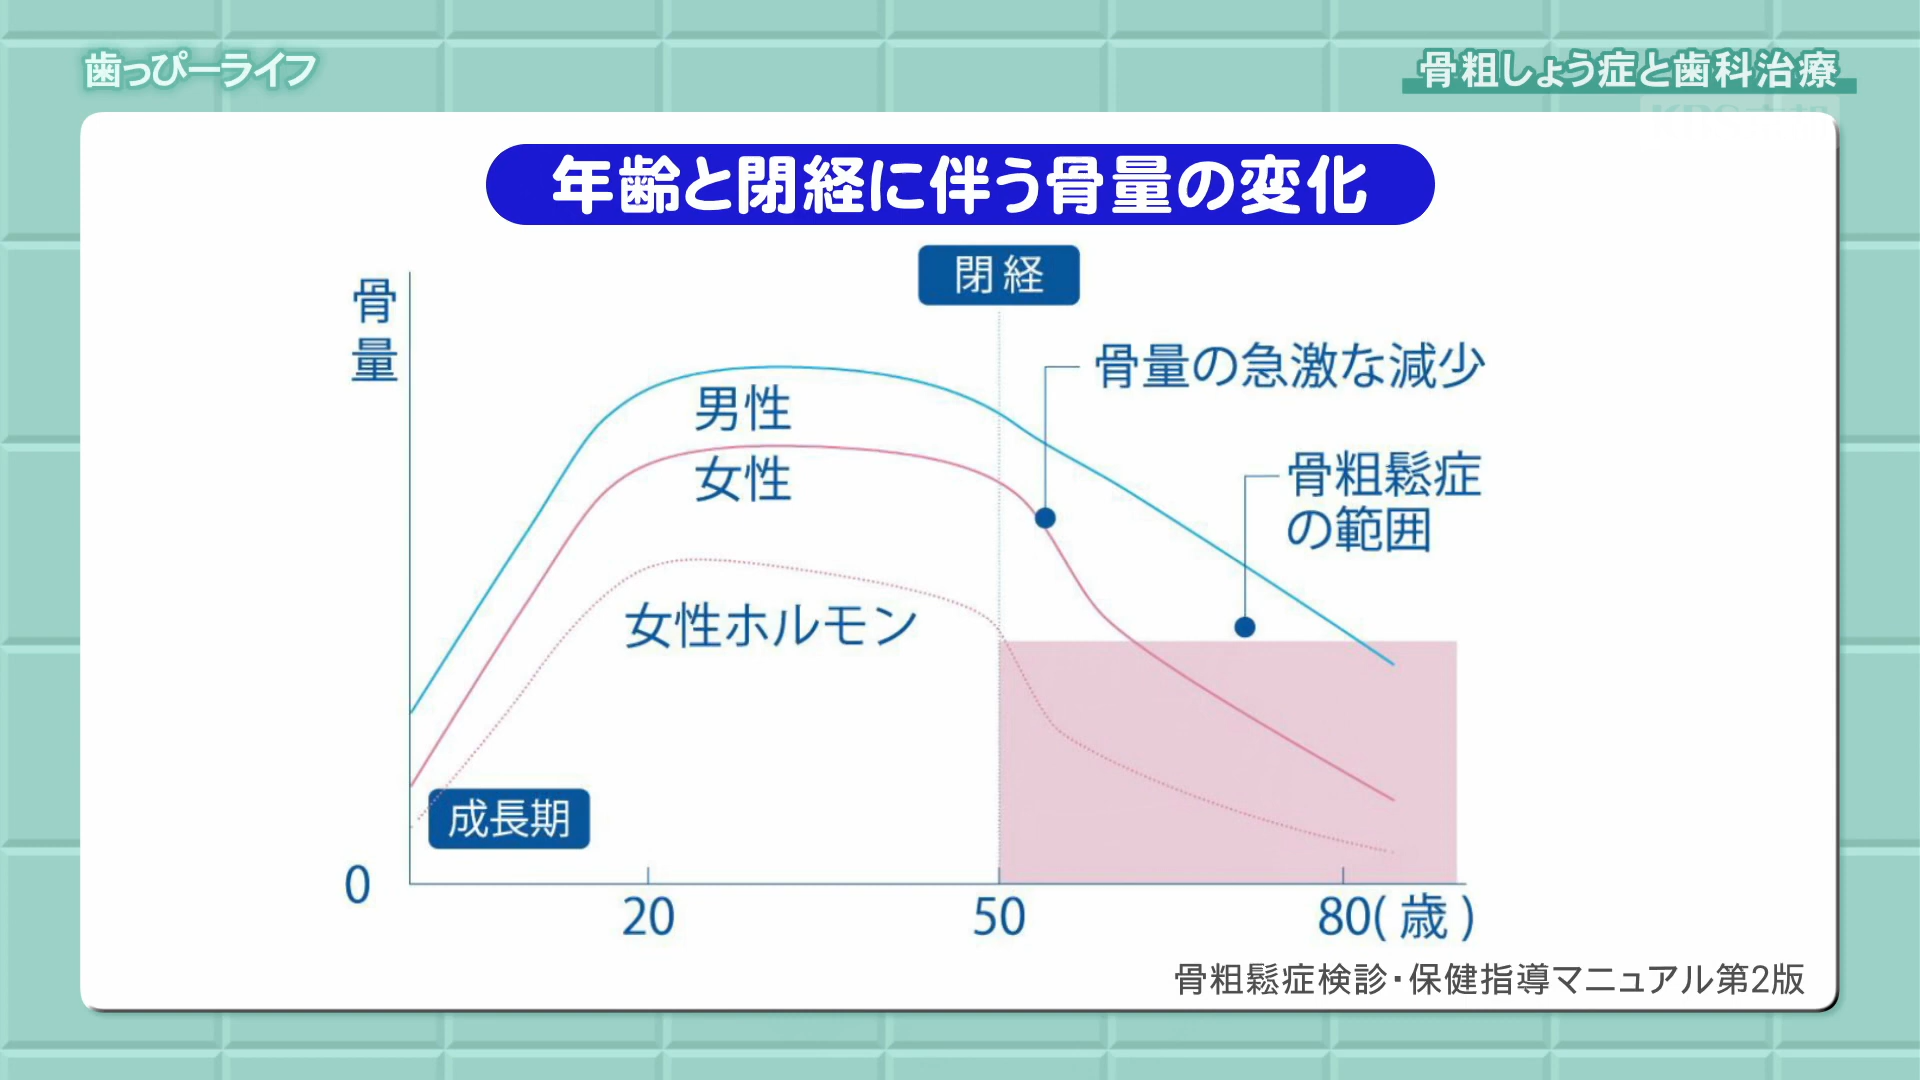 歯っぴーライフ
骨粗しょう症と歯科治療
年齢と閉経に伴う骨量の変化
骨量
閉経
骨量の急激な減少
男性
女性
骨粗鬆症
の範囲
女性ホルモン
成長期
0
20
50
80(歳)
骨粗鬆症検診・保健指導マニュアル第2版